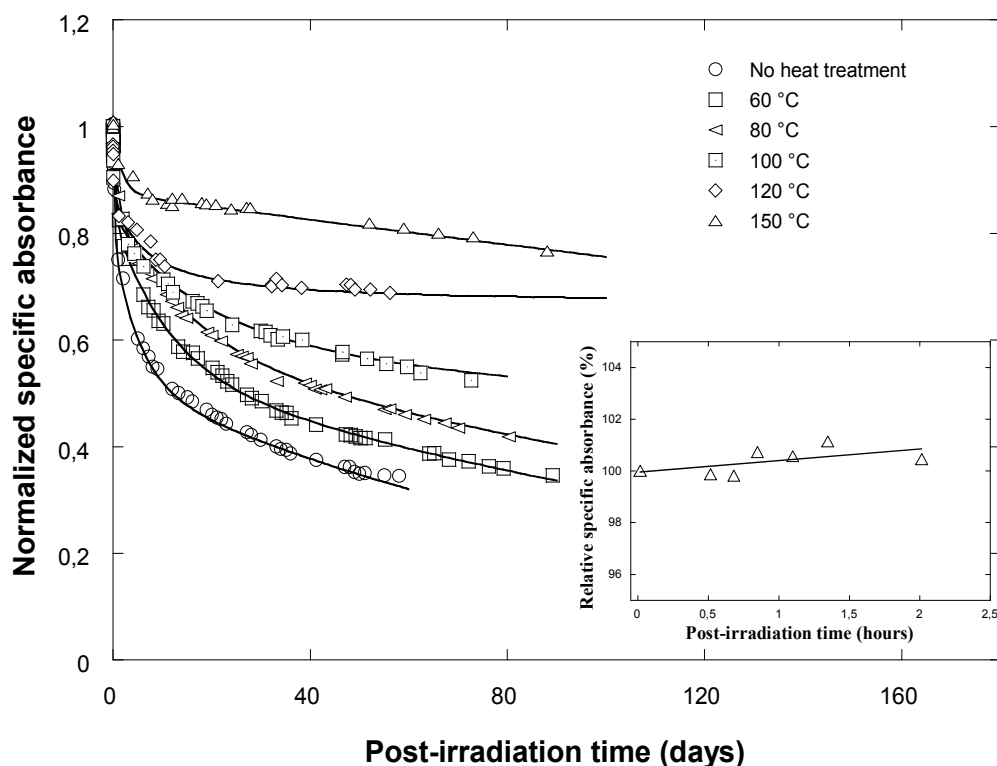 1,2
1
0,8
0,6
0,4
0,2
0
Normalized specific absorbance
0 40 80 120 160
Post-irradiation time (days)
No heat treatment
60 °C
80 °C
100 °C
120 °C
150 °C
104
102
100
98
96
Relative specific absorbance (%)
0 0,5 1 1,5 2 2,5
Post-irradiation time (hours)